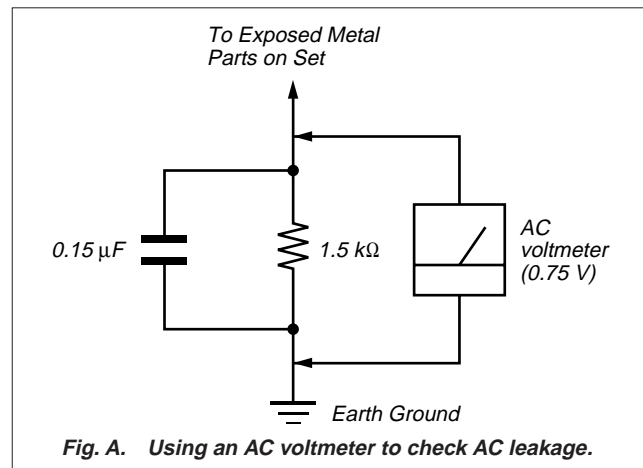 To Exposed Metal
Parts on Set
0.15 μF
1.5 kΩ
AC
voltmeter
(0.75 V)
Earth Ground
Fig. A. Using an AC voltmeter to check AC leakage.